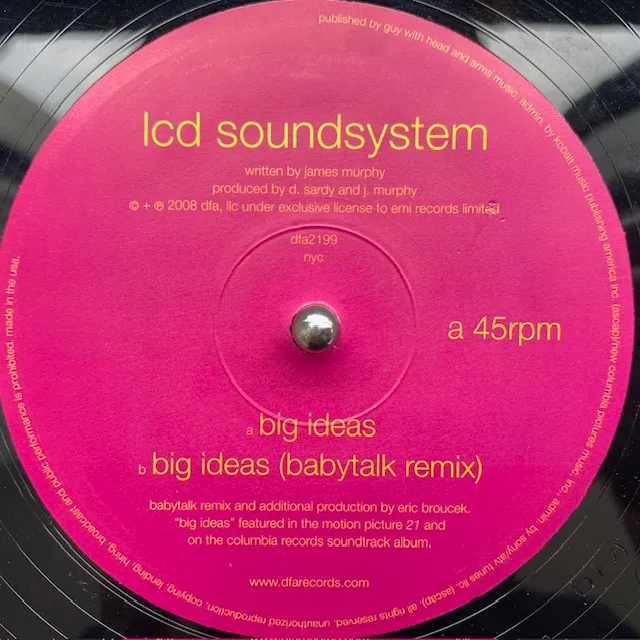 published by guy with head and arms music, admin. by kobalt music publishing america inc. (ascap)/new columbia pictures music, inc. admin. by sony/atv tunes llc. (ascap). all rights reserved. unauthorized reproduction, copying, lending, hiring, broadcast and public performance is prohibited. made in the usa.
lcd soundsystem
written by james murphy
produced by d. sardy and j. murphy
© + ℗ 2008 dfa, llc under exclusive license to emi records limited
dfa2199
nyc
a 45rpm
a big ideas
b big ideas (babytalk remix)
babytalk remix and additional production by eric broucek.
"big ideas" featured in the motion picture 21 and
on the columbia records soundtrack album.
www.dfarecords.com